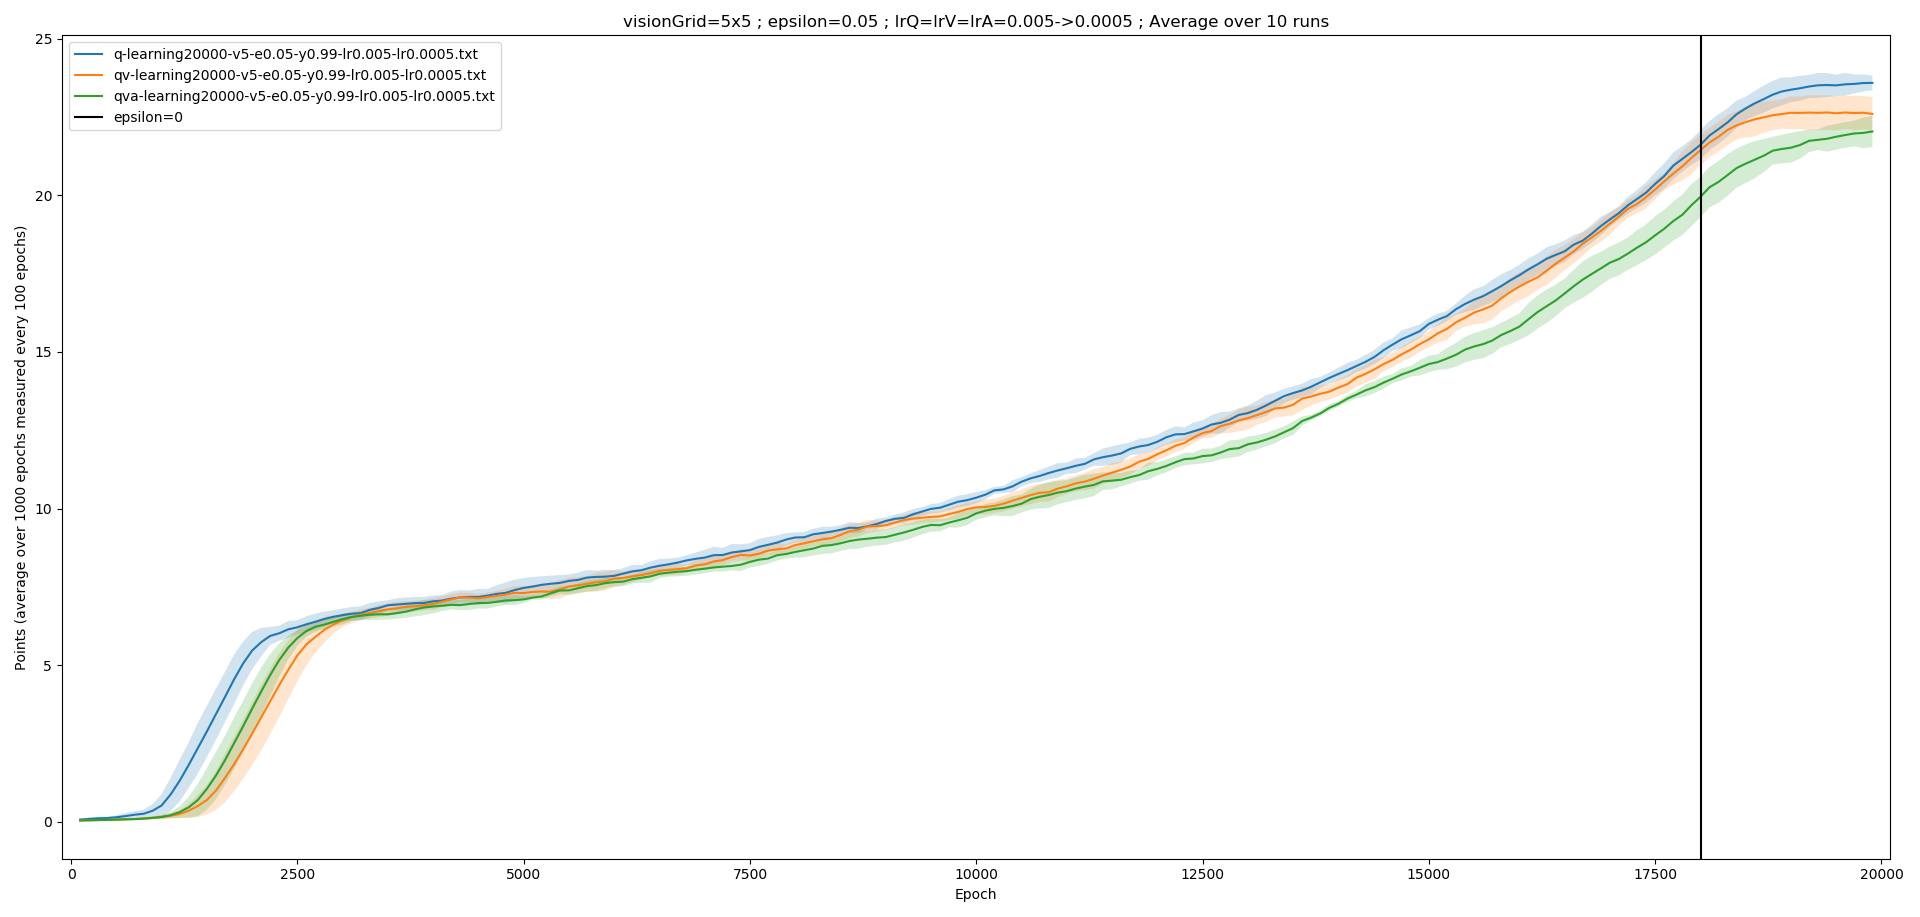 visionGrid=5x5 ; epsilon=0.05 ; lrQ=lrV=lrA=0.005->0.0005 ; Average over 10 runs
q-learning20000-v5-e0.05-y0.99-lr0.005-lr0.0005.txt
qv-learning20000-v5-e0.05-y0.99-lr0.005-lr0.0005.txt
qva-learning20000-v5-e0.05-y0.99-lr0.005-lr0.0005.txt
epsilon=0
Points (average over 1000 epochs measured every 100 epochs)
25
20
15
10
5
0
0 2500 5000 7500 10000 12500 15000 17500 20000
Epoch